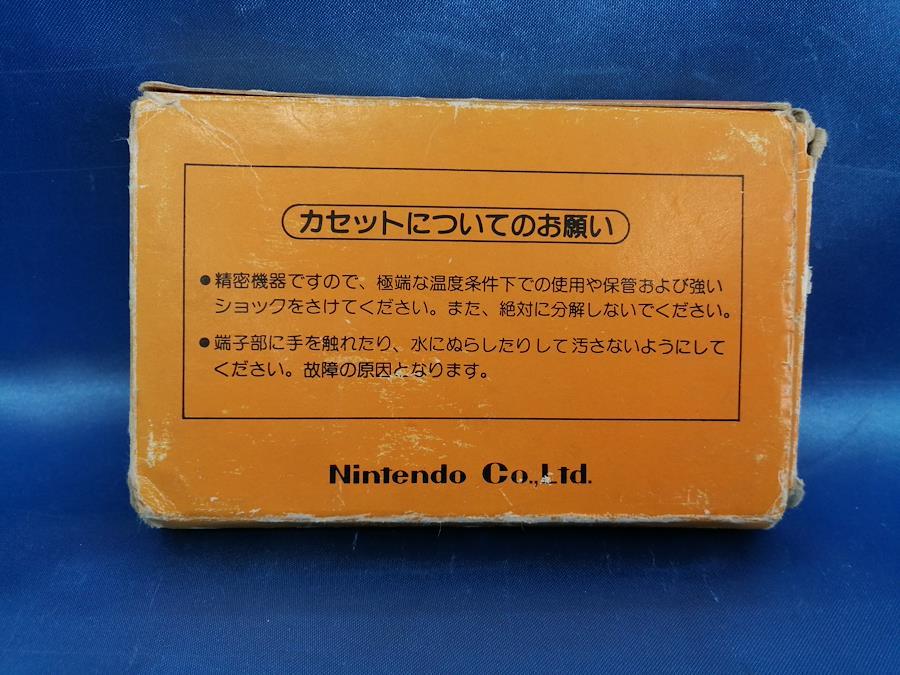 カセットについてのお願い
●精密機器ですので、極端な温度条件下での使用や保管および強い
ショックをさけてください。また、絶対に分解しないでください。
●端子部に手を触れたり、水にぬらしたりして汚さないようにして
ください。故障の原因となります。
Nintendo Co.,Ltd.